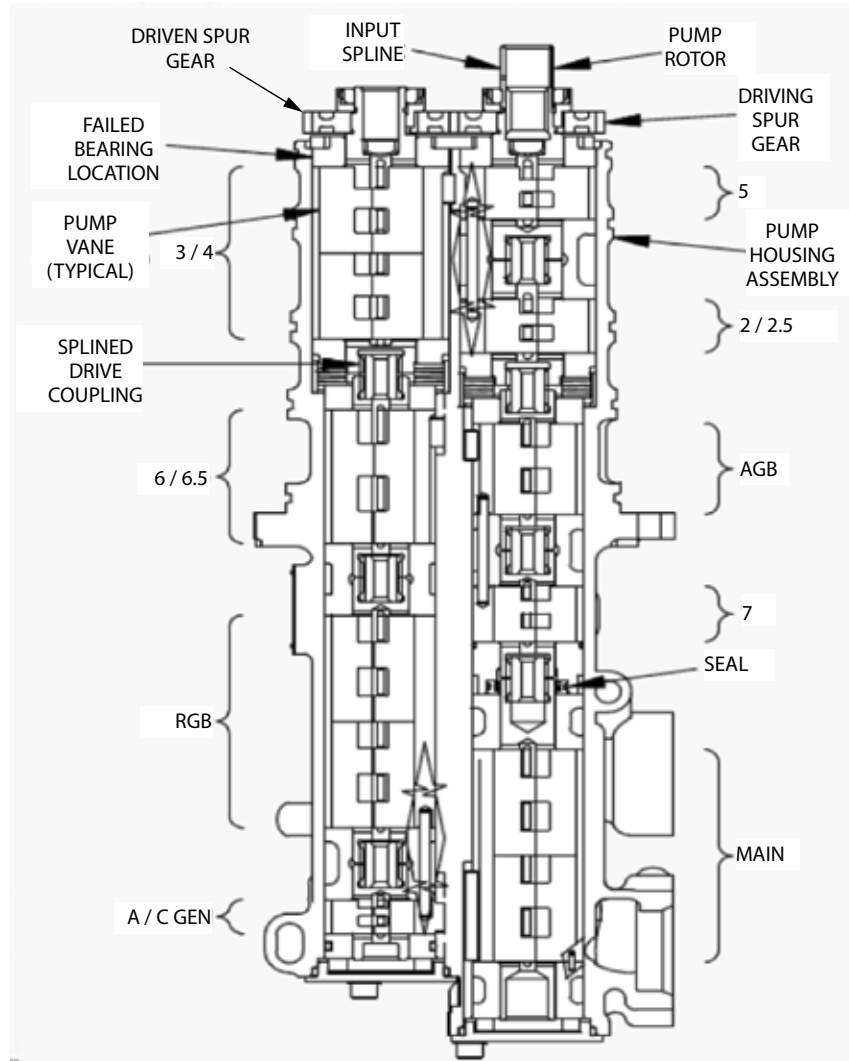 DRIVEN SPUR
GEAR
INPUT
SPLINE
PUMP
ROTOR
FAILED
BEARING
LOCATION
DRIVING
SPUR
GEAR
5
PUMP
VANE
(TYPICAL)
3 / 4
PUMP
HOUSING
ASSEMBLY
2 / 2.5
SPLINED
DRIVE
COUPLING
6 / 6.5
AGB
7
SEAL
RGB
MAIN
A / C GEN